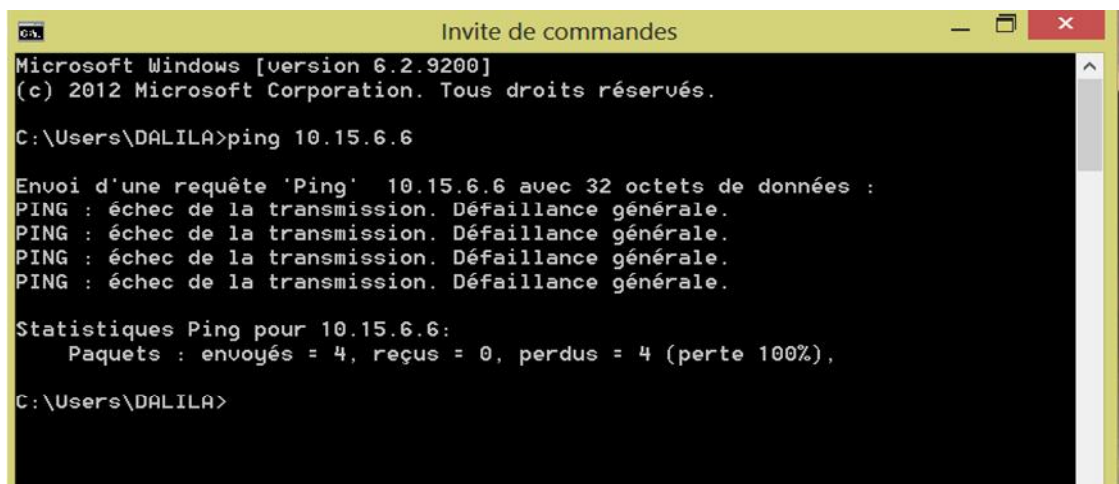 Invite de commandes
Microsoft Windows [version 6.2.9200]
(c) 2012 Microsoft Corporation. Tous droits réservés.
C:\Users\DALILA>ping 10.15.6.6
Envoi d'une requête 'Ping'  10.15.6.6 avec 32 octets de données :
PING : échec de la transmission. Défaillance générale.
PING : échec de la transmission. Défaillance générale.
PING : échec de la transmission. Défaillance générale.
PING : échec de la transmission. Défaillance générale.
Statistiques Ping pour 10.15.6.6:
    Paquets : envoyés = 4, reçus = 0, perdus = 4 (perte 100%),
C:\Users\DALILA>